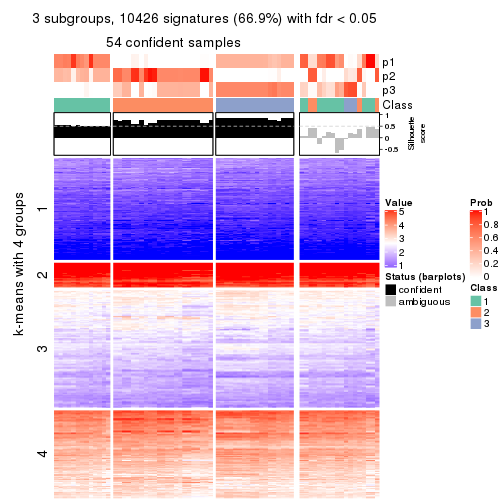 3 subgroups, 10426 signatures (66.9%) with fdr < 0.05
54 confident samples
p1
p2
p3
Class
1
0.5
0
-0.5
Silhouette
score
k-means with 4 groups
1
2
3
4
Value
5
4
3
2
1
Status (barplots)
confident
ambiguous
Prob
1
0.8
0.6
0.4
0.2
0
Class
1
2
3